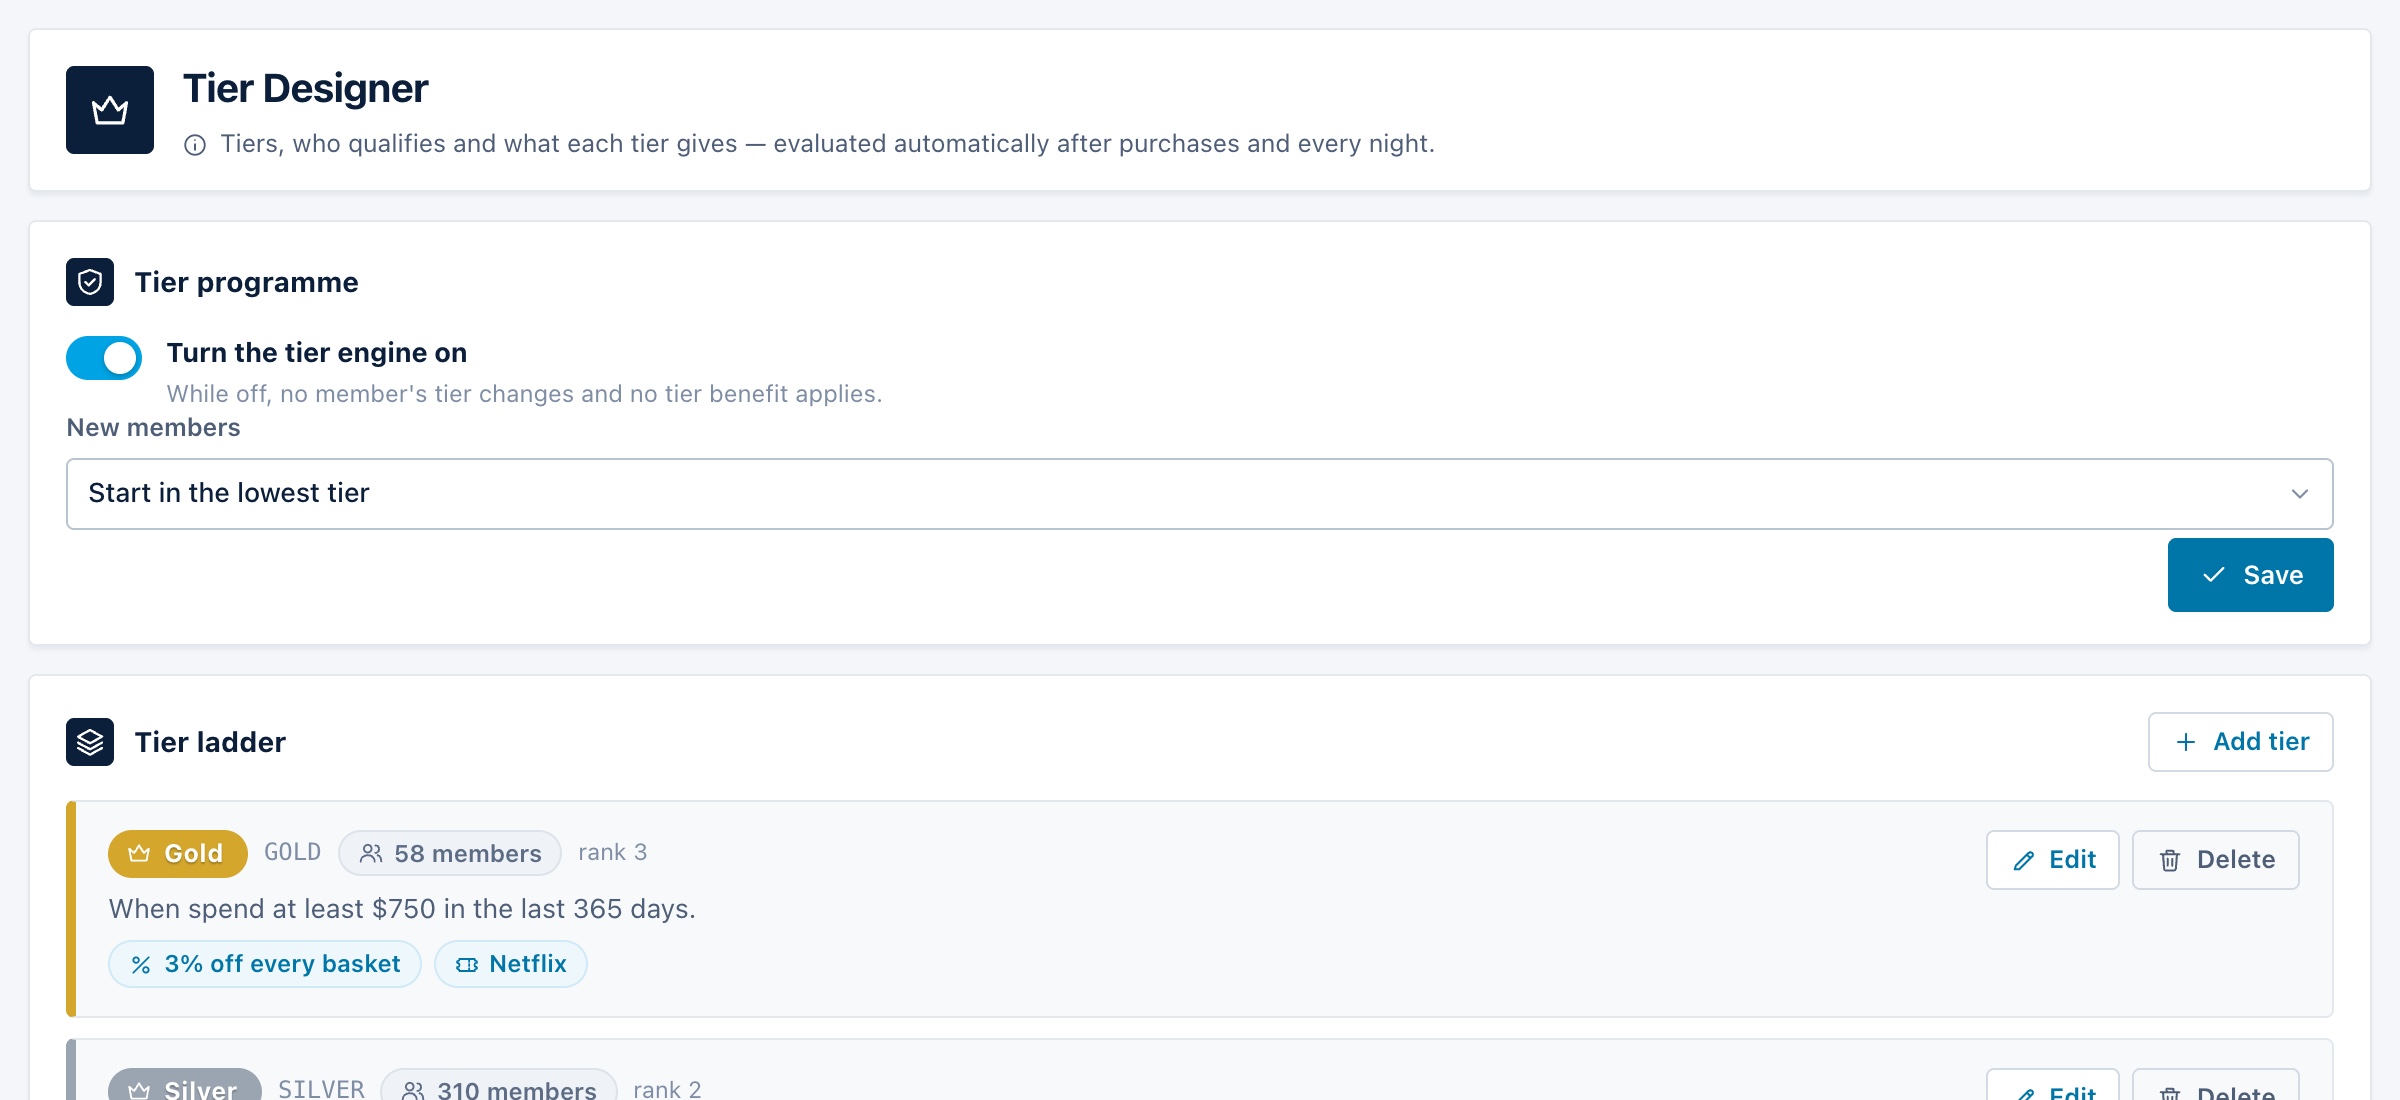 Tier Designer
Tiers, who qualifies and what each tier gives — evaluated automatically after purchases and every night.
Tier programme
Turn the tier engine on
While off, no member's tier changes and no tier benefit applies.
New members
Start in the lowest tier
Save
Tier ladder
Add tier
Gold GOLD 58 members rank 3 Edit Delete
When spend at least $750 in the last 365 days.
3% off every basket Netflix
Silver SILVER 310 members rank 2 Edit Delete